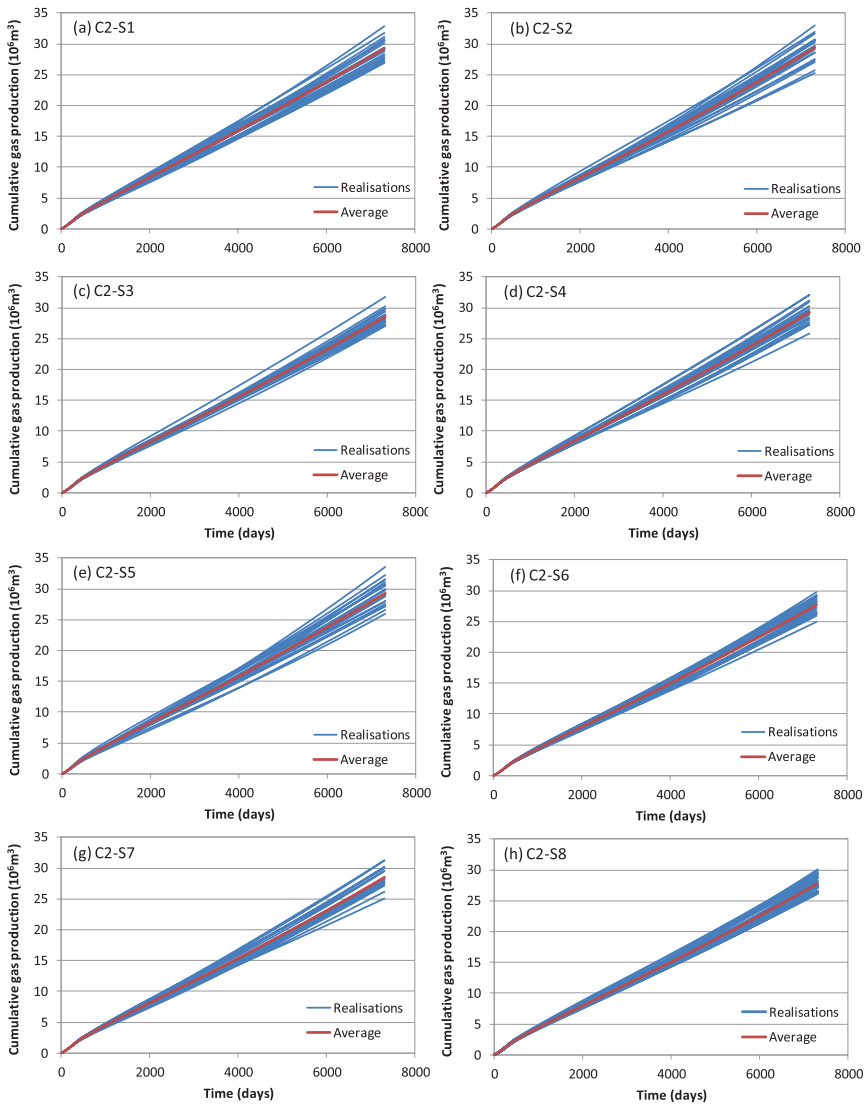 (a) C2-S1
Cumulative gas production (10⁶m³)
35
30
25
20
15
10
5
0
Realisations
Average
0 2000 4000 6000 8000
(b) C2-S2
Cumulative gas production (10⁶m³)
35
30
25
20
15
10
5
0
Realisations
Average
0 2000 4000 6000 8000
(c) C2-S3
Cumulative gas production (10⁶m³)
35
30
25
20
15
10
5
0
Realisations
Average
0 2000 4000 6000 8000
Time (days)
(d) C2-S4
Cumulative gas production (10⁶m³)
35
30
25
20
15
10
5
0
Realisations
Average
0 2000 4000 6000 8000
Time (days)
(e) C2-S5
Cumulative gas production (10⁶m³)
35
30
25
20
15
10
5
0
Realisations
Average
0 2000 4000 6000 8000
Time (days)
(f) C2-S6
Cumulative gas production (10⁶m³)
35
30
25
20
15
10
5
0
Realisations
Average
0 2000 4000 6000 8000
Time (days)
(g) C2-S7
Cumulative gas production (10⁶m³)
35
30
25
20
15
10
5
0
Realisations
Average
0 2000 4000 6000 8000
Time (days)
(h) C2-S8
Cumulative gas production (10⁶m³)
35
30
25
20
15
10
5
0
Realisations
Average
0 2000 4000 6000 8000
Time (days)